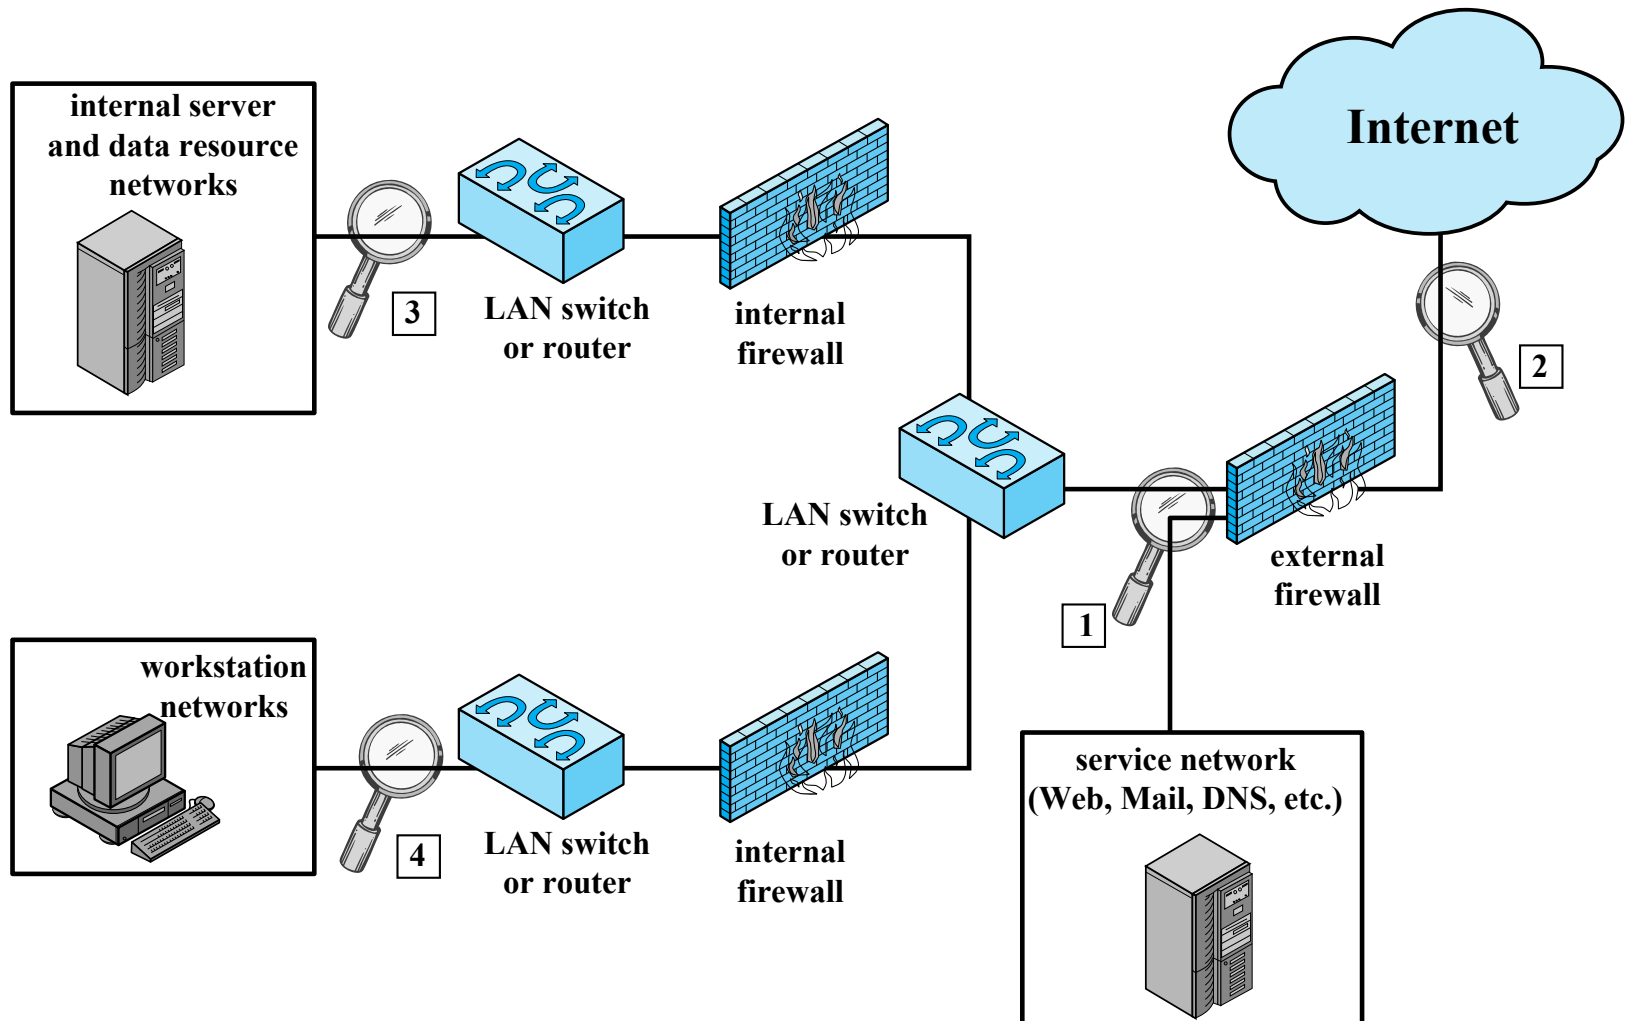 internal server
and data resource
networks
3
LAN switch
or router
internal
firewall
Internet
2
LAN switch
or router
external
firewall
1
workstation
networks
4
LAN switch
or router
internal
firewall
service network
(Web, Mail, DNS, etc.)